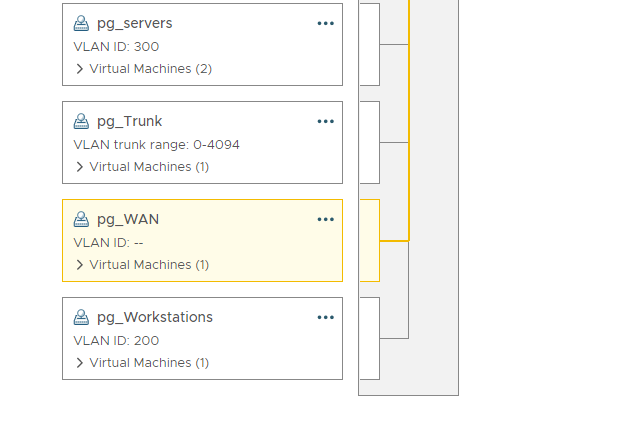 pg_servers
VLAN ID: 300
Virtual Machines (2)
pg_Trunk
VLAN trunk range: 0-4094
Virtual Machines (1)
pg_WAN
VLAN ID: --
Virtual Machines (1)
pg_Workstations
VLAN ID: 200
Virtual Machines (1)